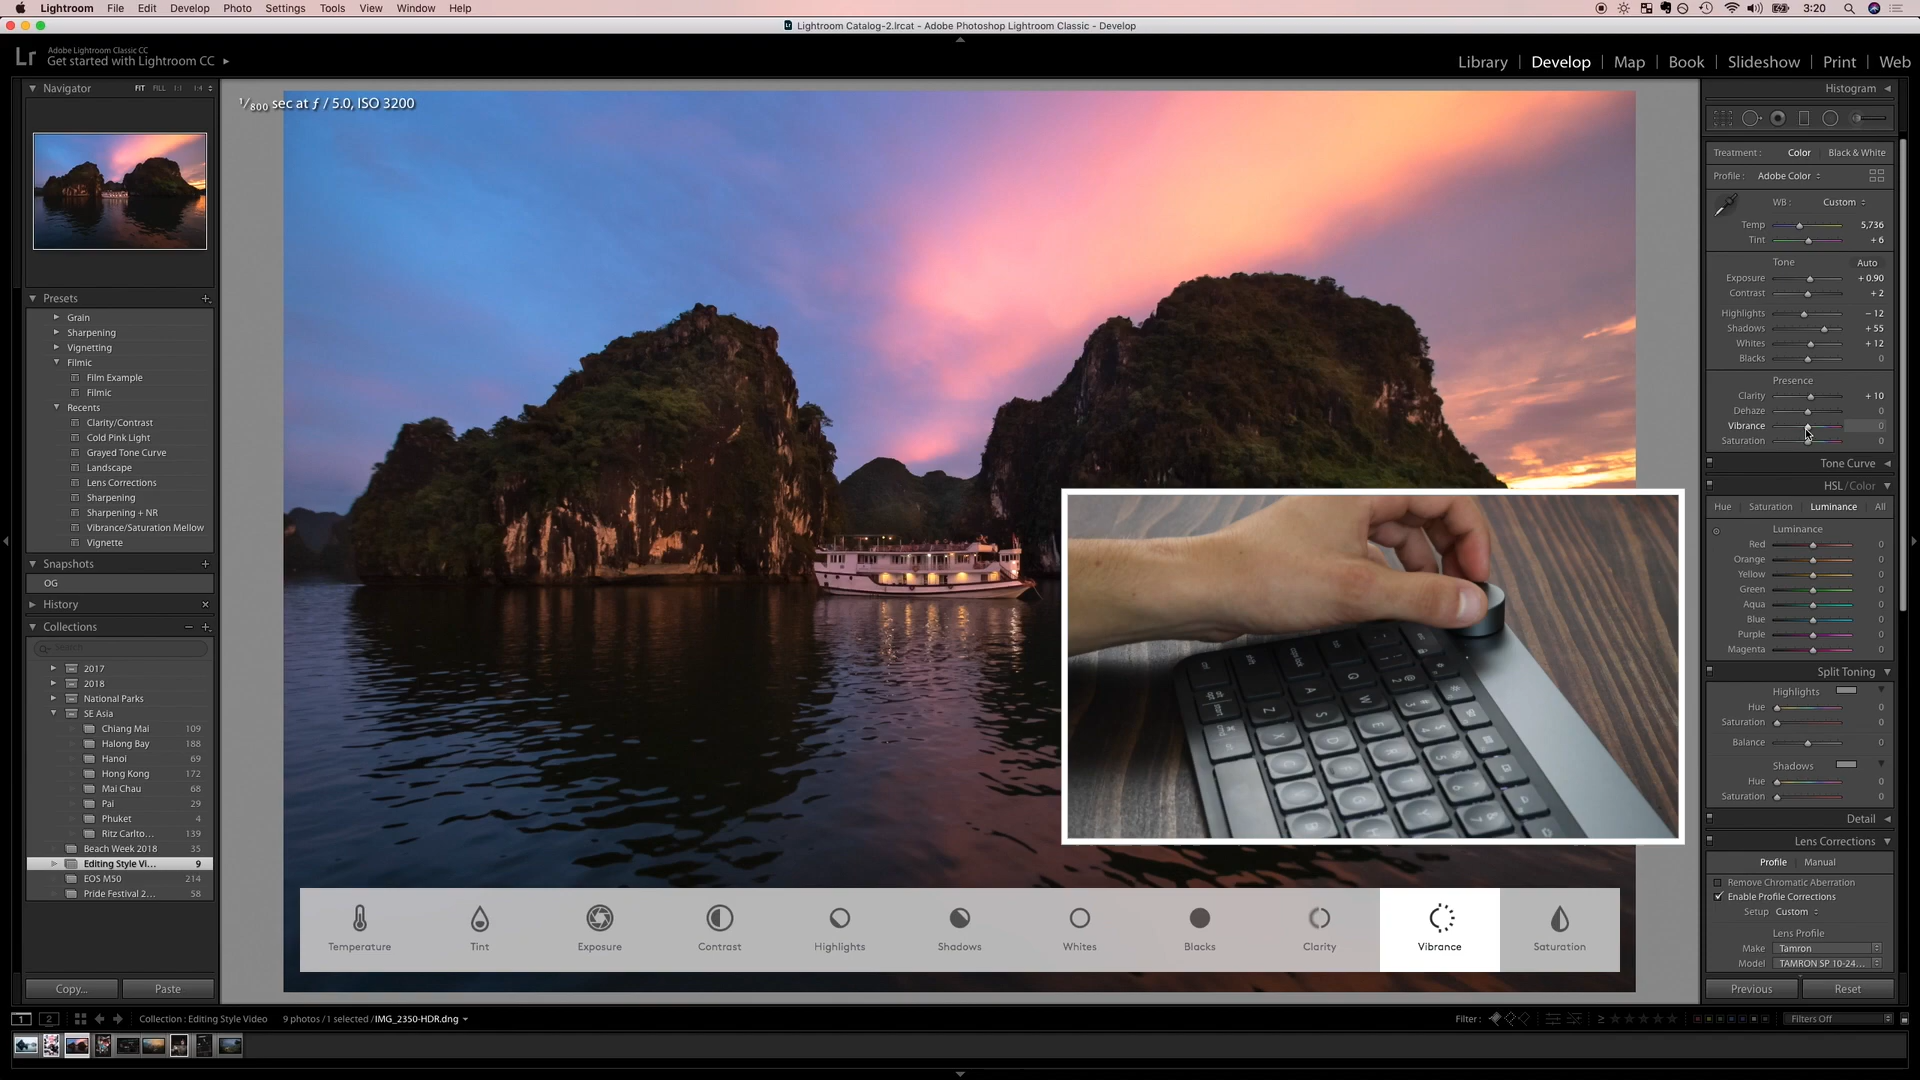 Lightroom File Edit Develop Photo Settings Tools View Window Help
3:20
Lightroom Catalog-2.lrcat - Adobe Photoshop Lightroom Classic - Develop
Lr
Adobe Lightroom Classic CC
Get started with Lightroom CC
Library | Develop | Map | Book | Slideshow | Print | Web
Navigator FIT FILL 1:1 1:4
1/800 sec at ƒ / 5.0, ISO 3200
Presets
Grain
Sharpening
Vignetting
Filmic
Film Example
Filmic
Recents
Clarity/Contrast
Cold Pink Light
Grayed Tone Curve
Landscape
Lens Corrections
Sharpening
Sharpening + NR
Vibrance/Saturation Mellow
Vignette
Snapshots
OG
History
Collections
Search
2017
2018
National Parks
SE Asia
Chiang Mai 109
Halong Bay 188
Hanoi 69
Hong Kong 172
Mai Chau 68
Pai 29
Phuket 4
Ritz Carlto... 139
Beach Week 2018 35
Editing Style Vi... 9
EOS M50 214
Pride Festival 2... 58
Copy... Paste
Temperature
Tint
Exposure
Contrast
Highlights
Shadows
Whites
Blacks
Clarity
Vibrance
Saturation
Histogram
Treatment : Color Black & White
Profile : Adobe Color
WB : Custom
Temp 5,736
Tint + 6
Tone Auto
Exposure + 0.90
Contrast + 2
Highlights – 12
Shadows + 55
Whites + 12
Blacks 0
Presence
Clarity + 10
Dehaze 0
Vibrance 0
Saturation 0
Tone Curve
HSL / Color
Hue Saturation Luminance All
Luminance
Red 0
Orange 0
Yellow 0
Green 0
Aqua 0
Blue 0
Purple 0
Magenta 0
Split Toning
Highlights
Hue 0
Saturation 0
Balance 0
Shadows
Hue 0
Saturation 0
Detail
Lens Corrections
Profile Manual
Remove Chromatic Aberration
Enable Profile Corrections
Setup Custom
Lens Profile
Make Tamron
Model TAMRON SP 10-24...
Previous Reset
1 2 Collection : Editing Style Video 9 photos / 1 selected / IMG_2350-HDR.dng
Filter : Filters Off